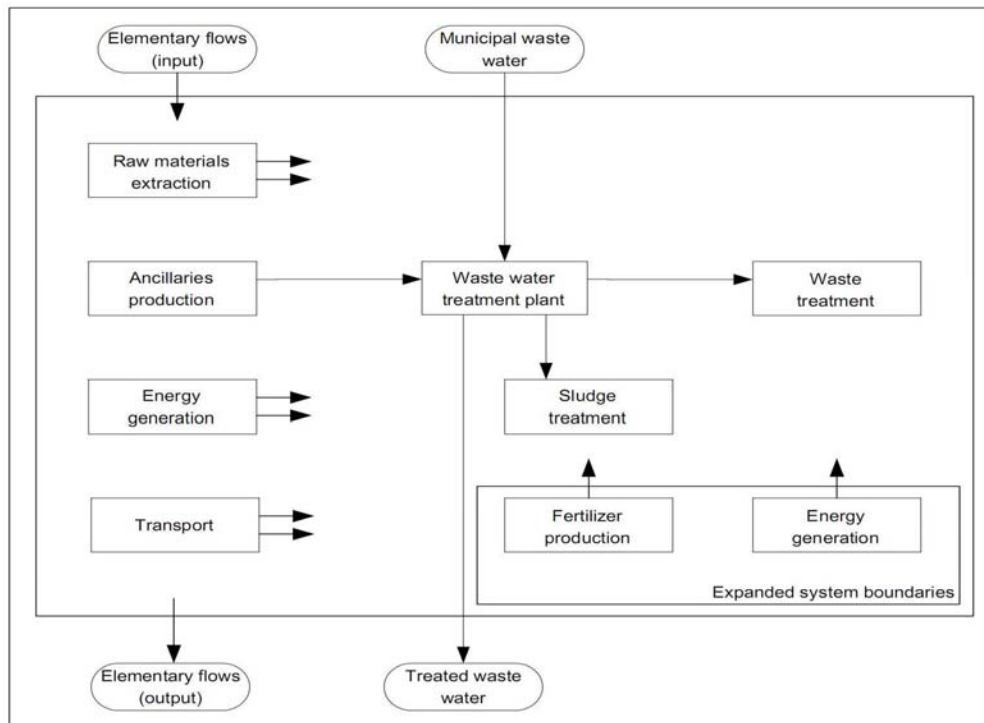 Elementary flows
(input)
Municipal waste
water
Raw materials
extraction
Ancillaries
production
Waste water
treatment plant
Waste
treatment
Energy
generation
Sludge
treatment
Transport
Fertilizer
production
Energy
generation
Expanded system boundaries
Elementary flows
(output)
Treated waste
water